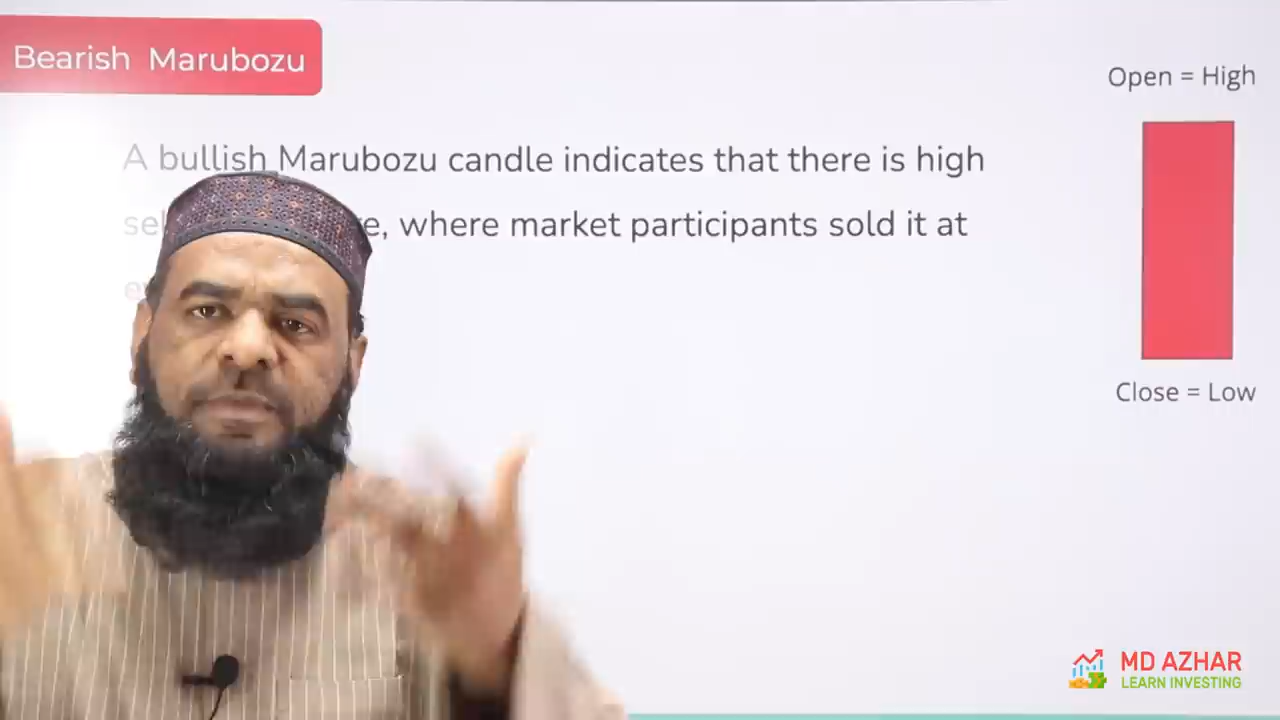 Bearish Marubozu
Open = High
A bullish Marubozu candle indicates that there is high
where market participants sold it at
Close = Low
MD AZHAR
LEARN INVESTING